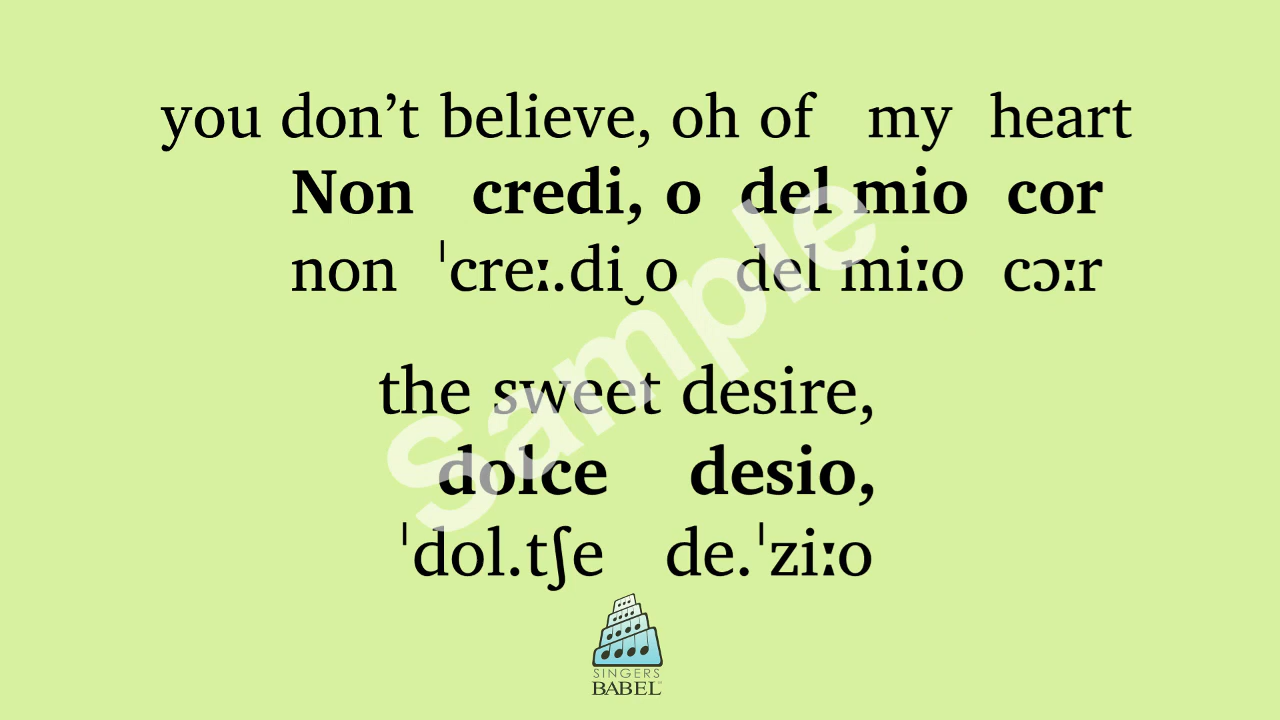 you don’t believe, oh of my heart
Non credi, o del mio cor
non ˈcreː.di‿o del miːo cɔːr
the sweet desire,
dolce desio,
ˈdol.tʃe de.ˈziːo
Sample
SINGERS
BABEL